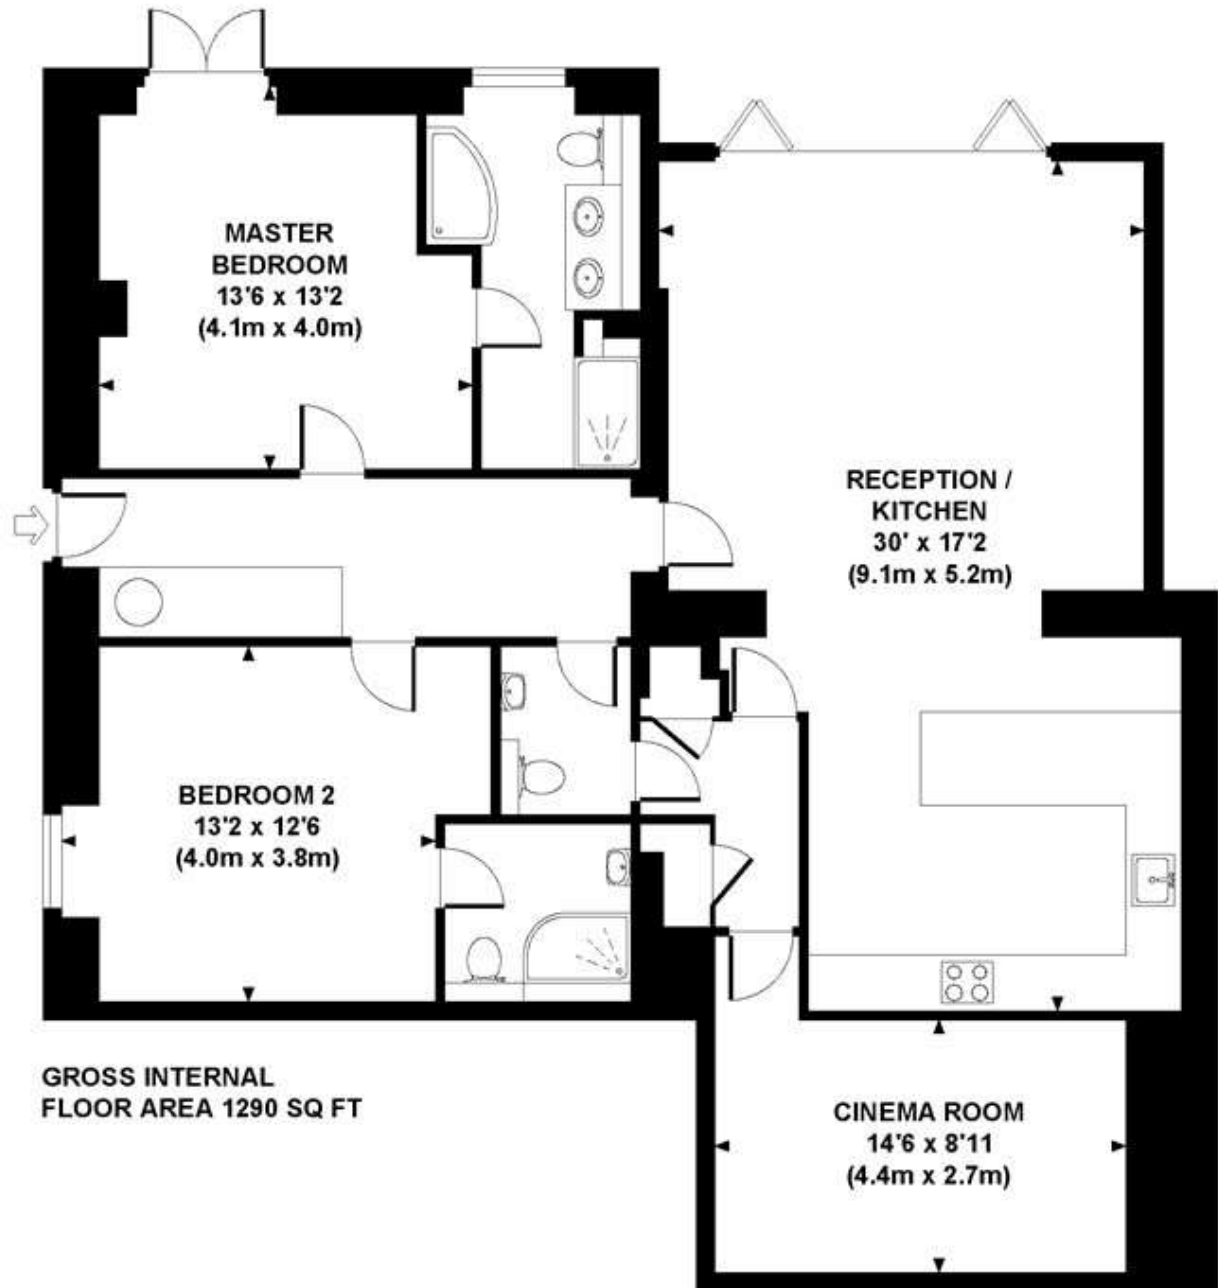 MASTER
BEDROOM
13'6 x 13'2
(4.1m x 4.0m)
RECEPTION /
KITCHEN
30' x 17'2
(9.1m x 5.2m)
BEDROOM 2
13'2 x 12'6
(4.0m x 3.8m)
GROSS INTERNAL
FLOOR AREA 1290 SQ FT
CINEMA ROOM
14'6 x 8'11
(4.4m x 2.7m)